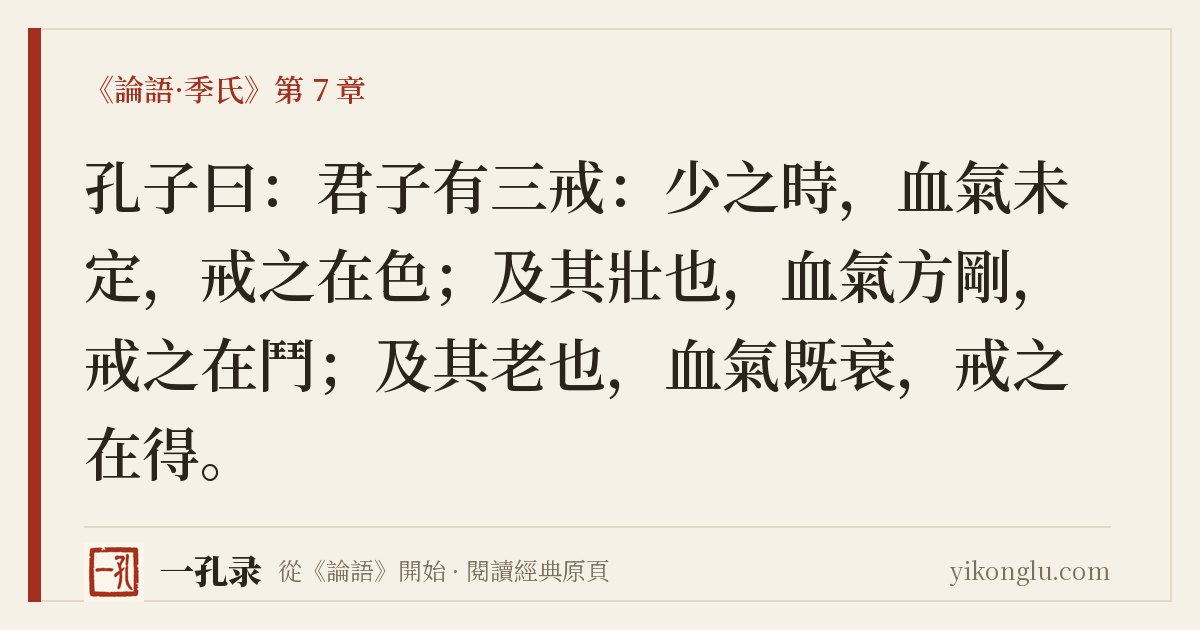 《論語·季氏》第 7 章
孔子曰：君子有三戒：少之時，血氣未
定，戒之在色；及其壯也，血氣方剛，
戒之在鬥；及其老也，血氣既衰，戒之
在得。
一孔
一孔录 從《論語》開始 · 閱讀經典原頁 yikonglu.com